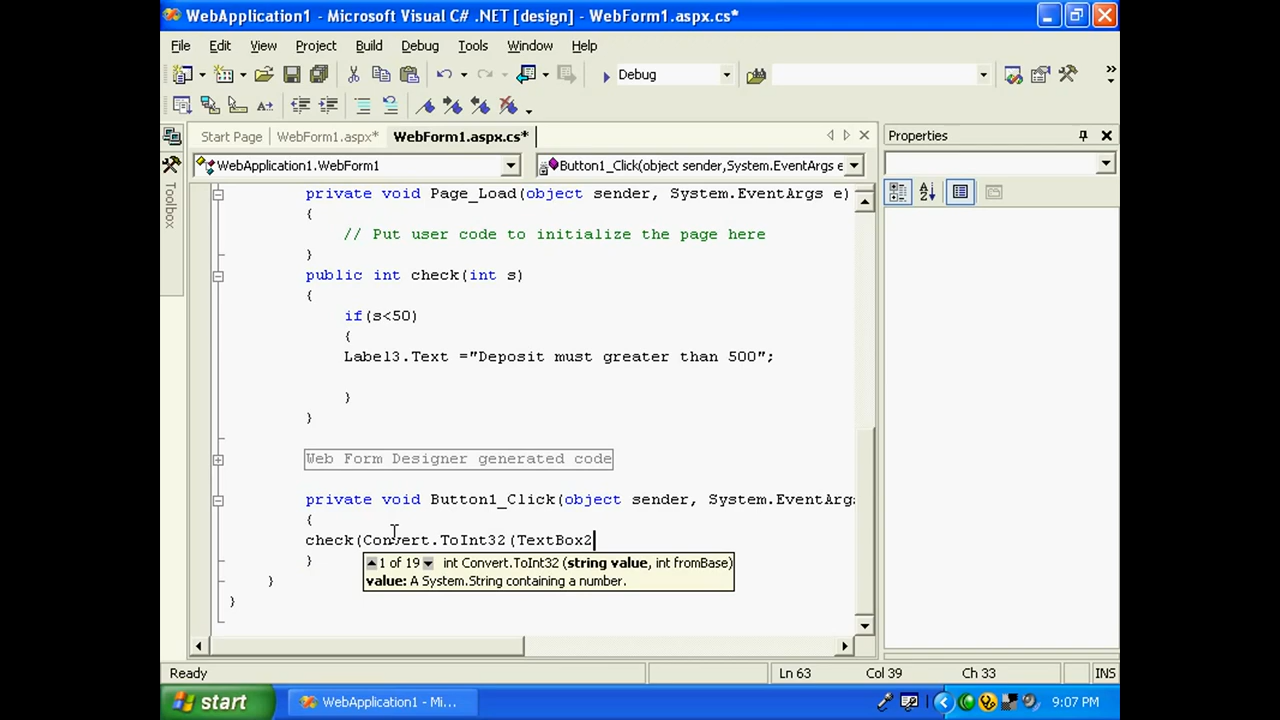 WebApplication1 - Microsoft Visual C# .NET [design] - WebForm1.aspx.cs*
File Edit View Project Build Debug Tools Window Help
Debug
Start Page WebForm1.aspx* WebForm1.aspx.cs* Properties
WebApplication1.WebForm1 Button1_Click(object sender,System.EventArgs e
Toolbox
private void Page_Load(object sender, System.EventArgs e)
{
// Put user code to initialize the page here
}
public int check(int s)
{
if(s<50)
{
Label3.Text ="Deposit must greater than 500";
}
}
Web Form Designer generated code
private void Button1_Click(object sender, System.EventArgs
{
check(Convert.ToInt32(TextBox2
}
1 of 19 int Convert.ToInt32 (string value, int fromBase)
value: A System.String containing a number.
}
}
Ready Ln 63 Col 39 Ch 33 INS
start WebApplication1 - Mi... 9:07 PM